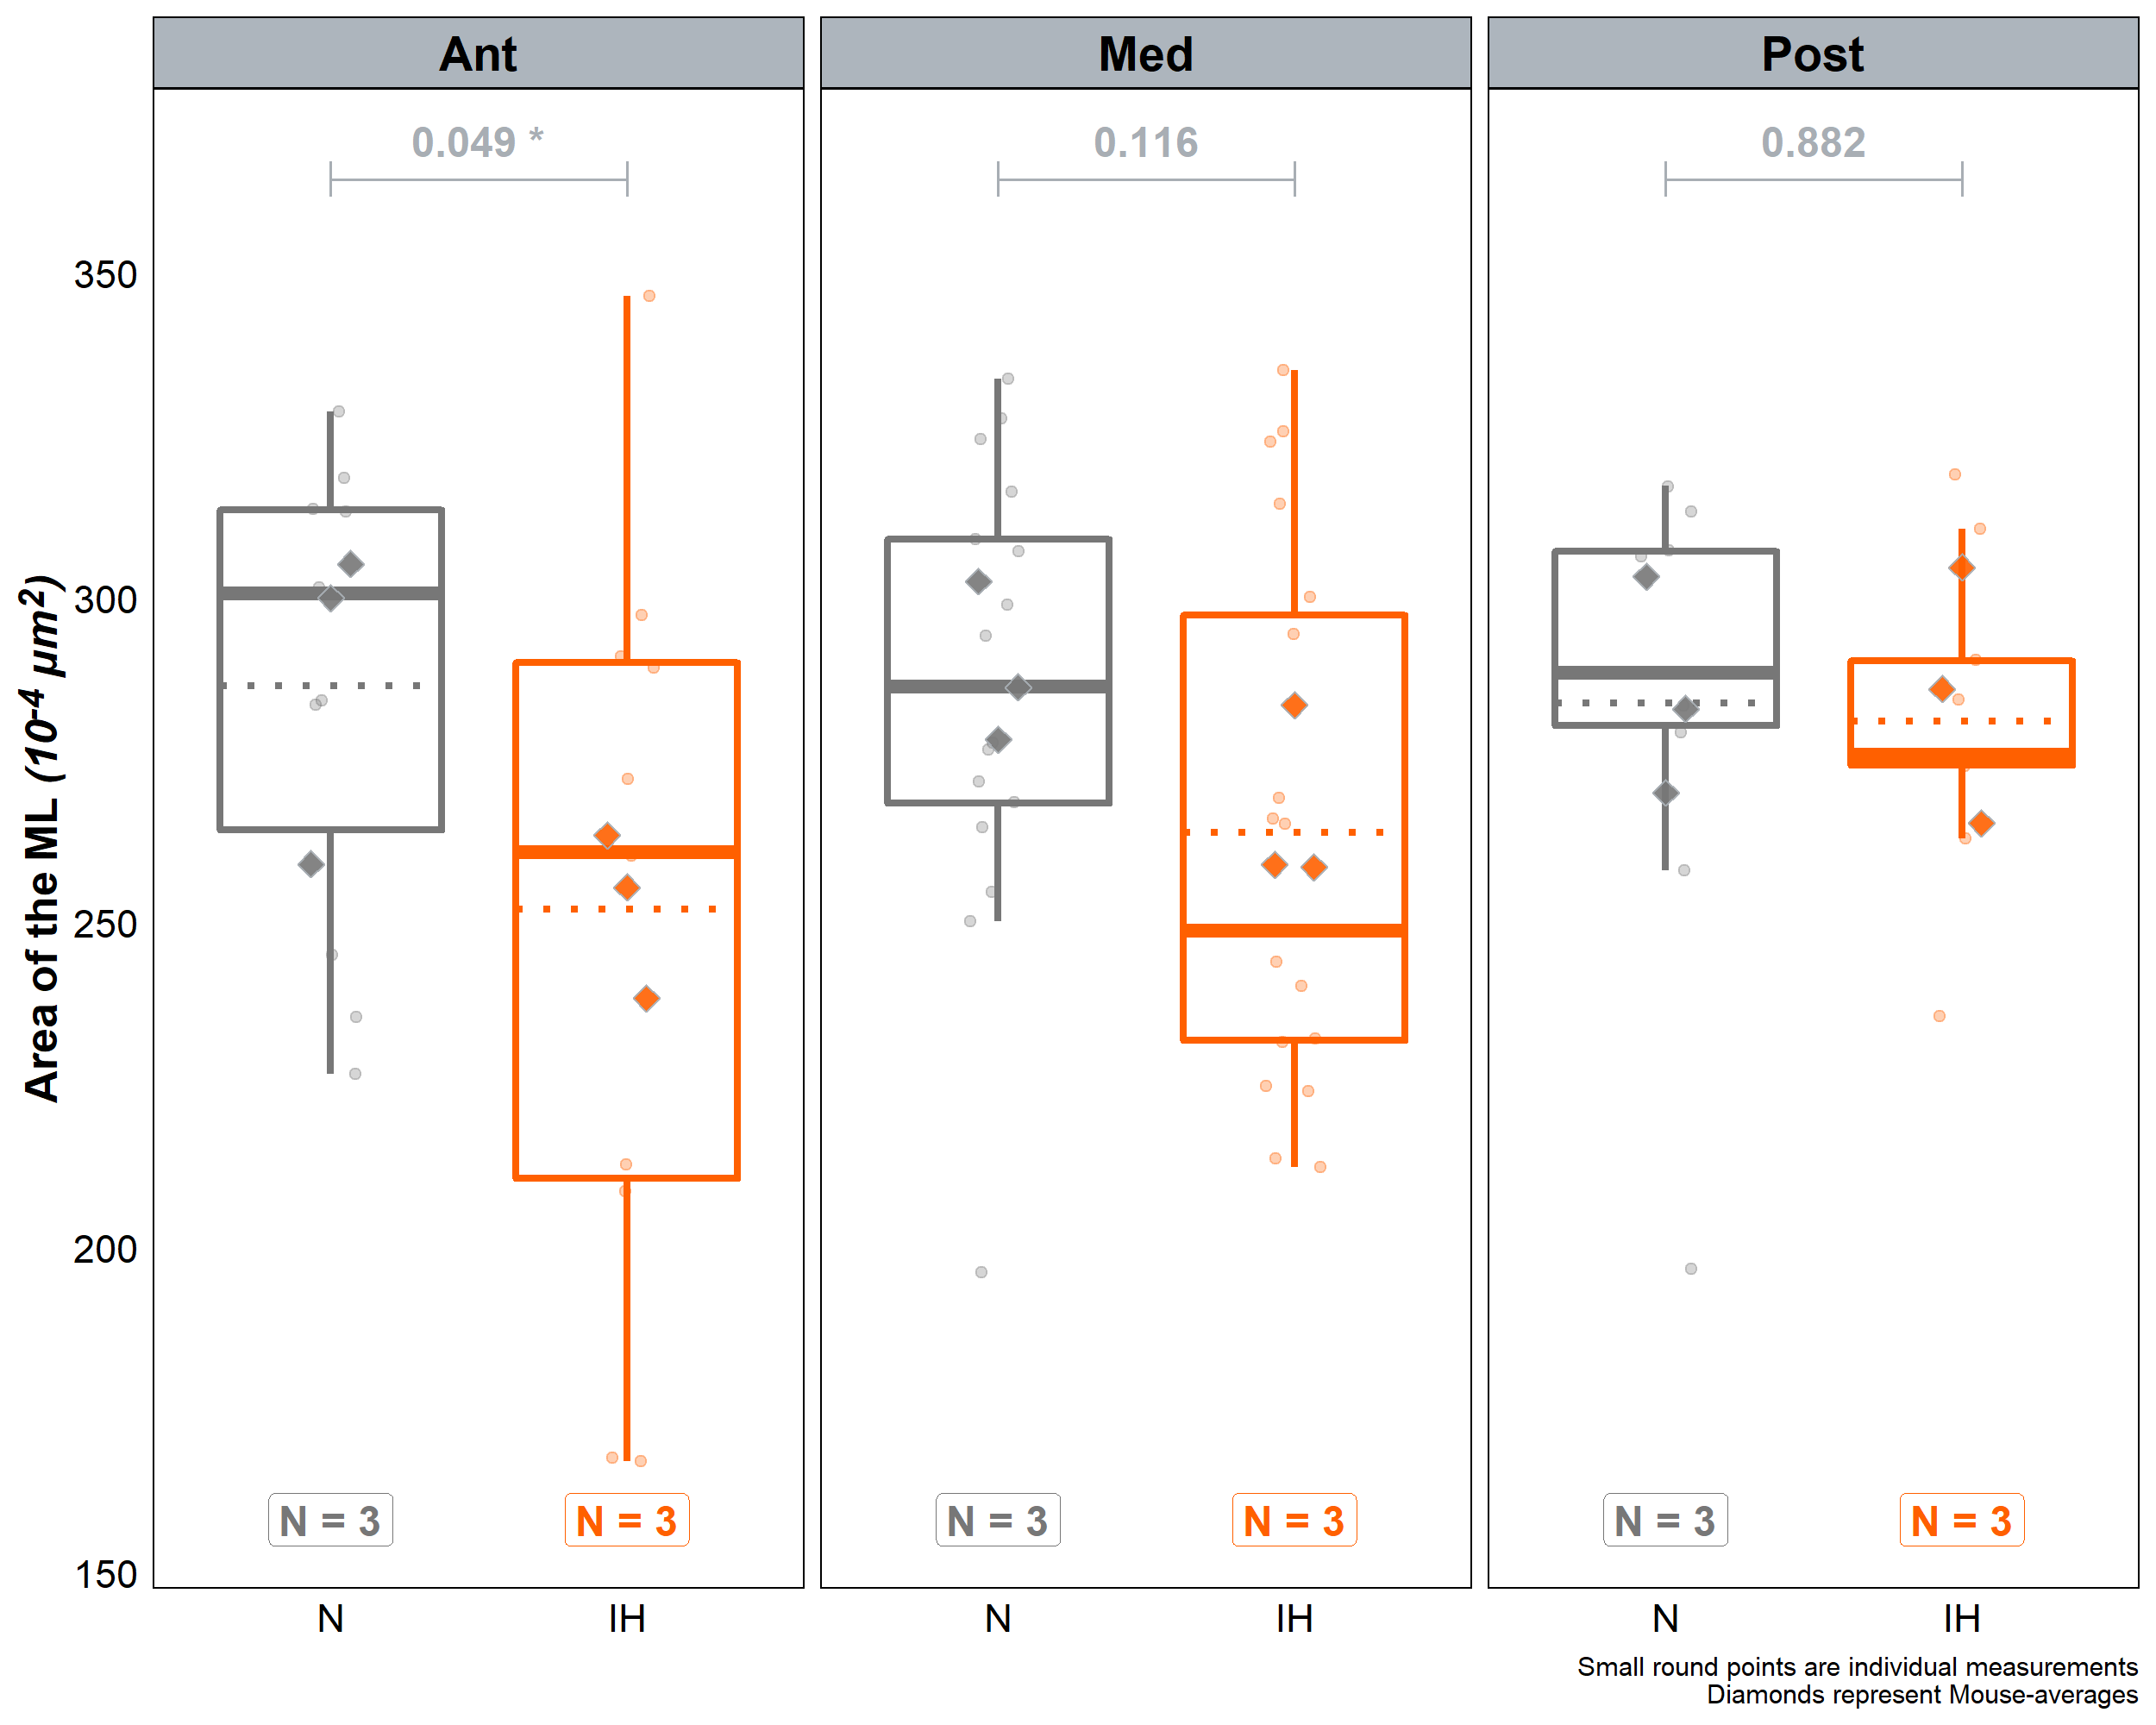 Ant Med Post
0.049 * 0.116 0.882
Area of the ML (10⁻⁴ µm²)
350
300
250
200
150
N = 3 N = 3 N = 3 N = 3 N = 3 N = 3
N IH N IH N IH
Small round points are individual measurements
Diamonds represent Mouse-averages